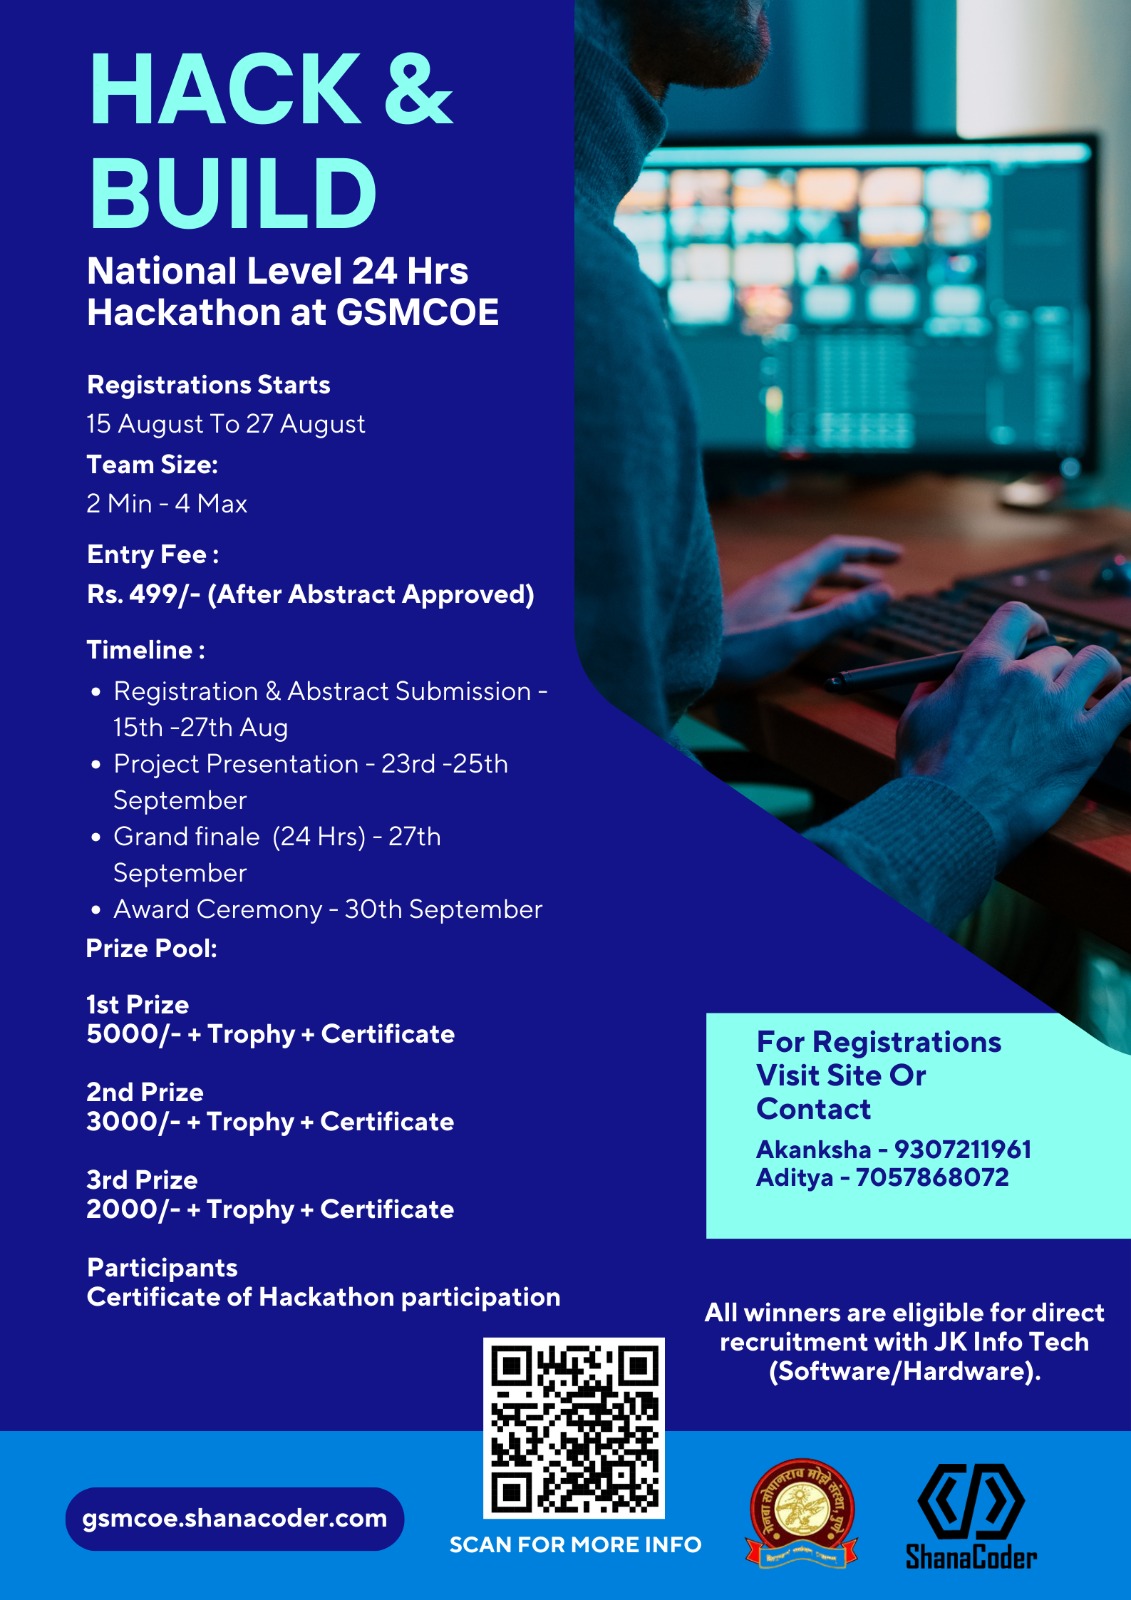 HACK &
BUILD
National Level 24 Hrs
Hackathon at GSMCOE
Registrations Starts
15 August To 27 August
Team Size:
2 Min - 4 Max
Entry Fee :
Rs. 499/- (After Abstract Approved)
Timeline :
• Registration & Abstract Submission -
15th -27th Aug
• Project Presentation - 23rd -25th
September
• Grand finale (24 Hrs) - 27th
September
• Award Ceremony - 30th September
Prize Pool:
1st Prize
5000/- + Trophy + Certificate
2nd Prize
3000/- + Trophy + Certificate
3rd Prize
2000/- + Trophy + Certificate
Participants
Certificate of Hackathon participation
For Registrations
Visit Site Or
Contact
Akanksha - 9307211961
Aditya - 7057868072
All winners are eligible for direct
recruitment with JK Info Tech
(Software/Hardware).
gsmcoe.shanacoder.com
SCAN FOR MORE INFO
सोपानराव मोझे संस्था, पुणे
ShanaCoder